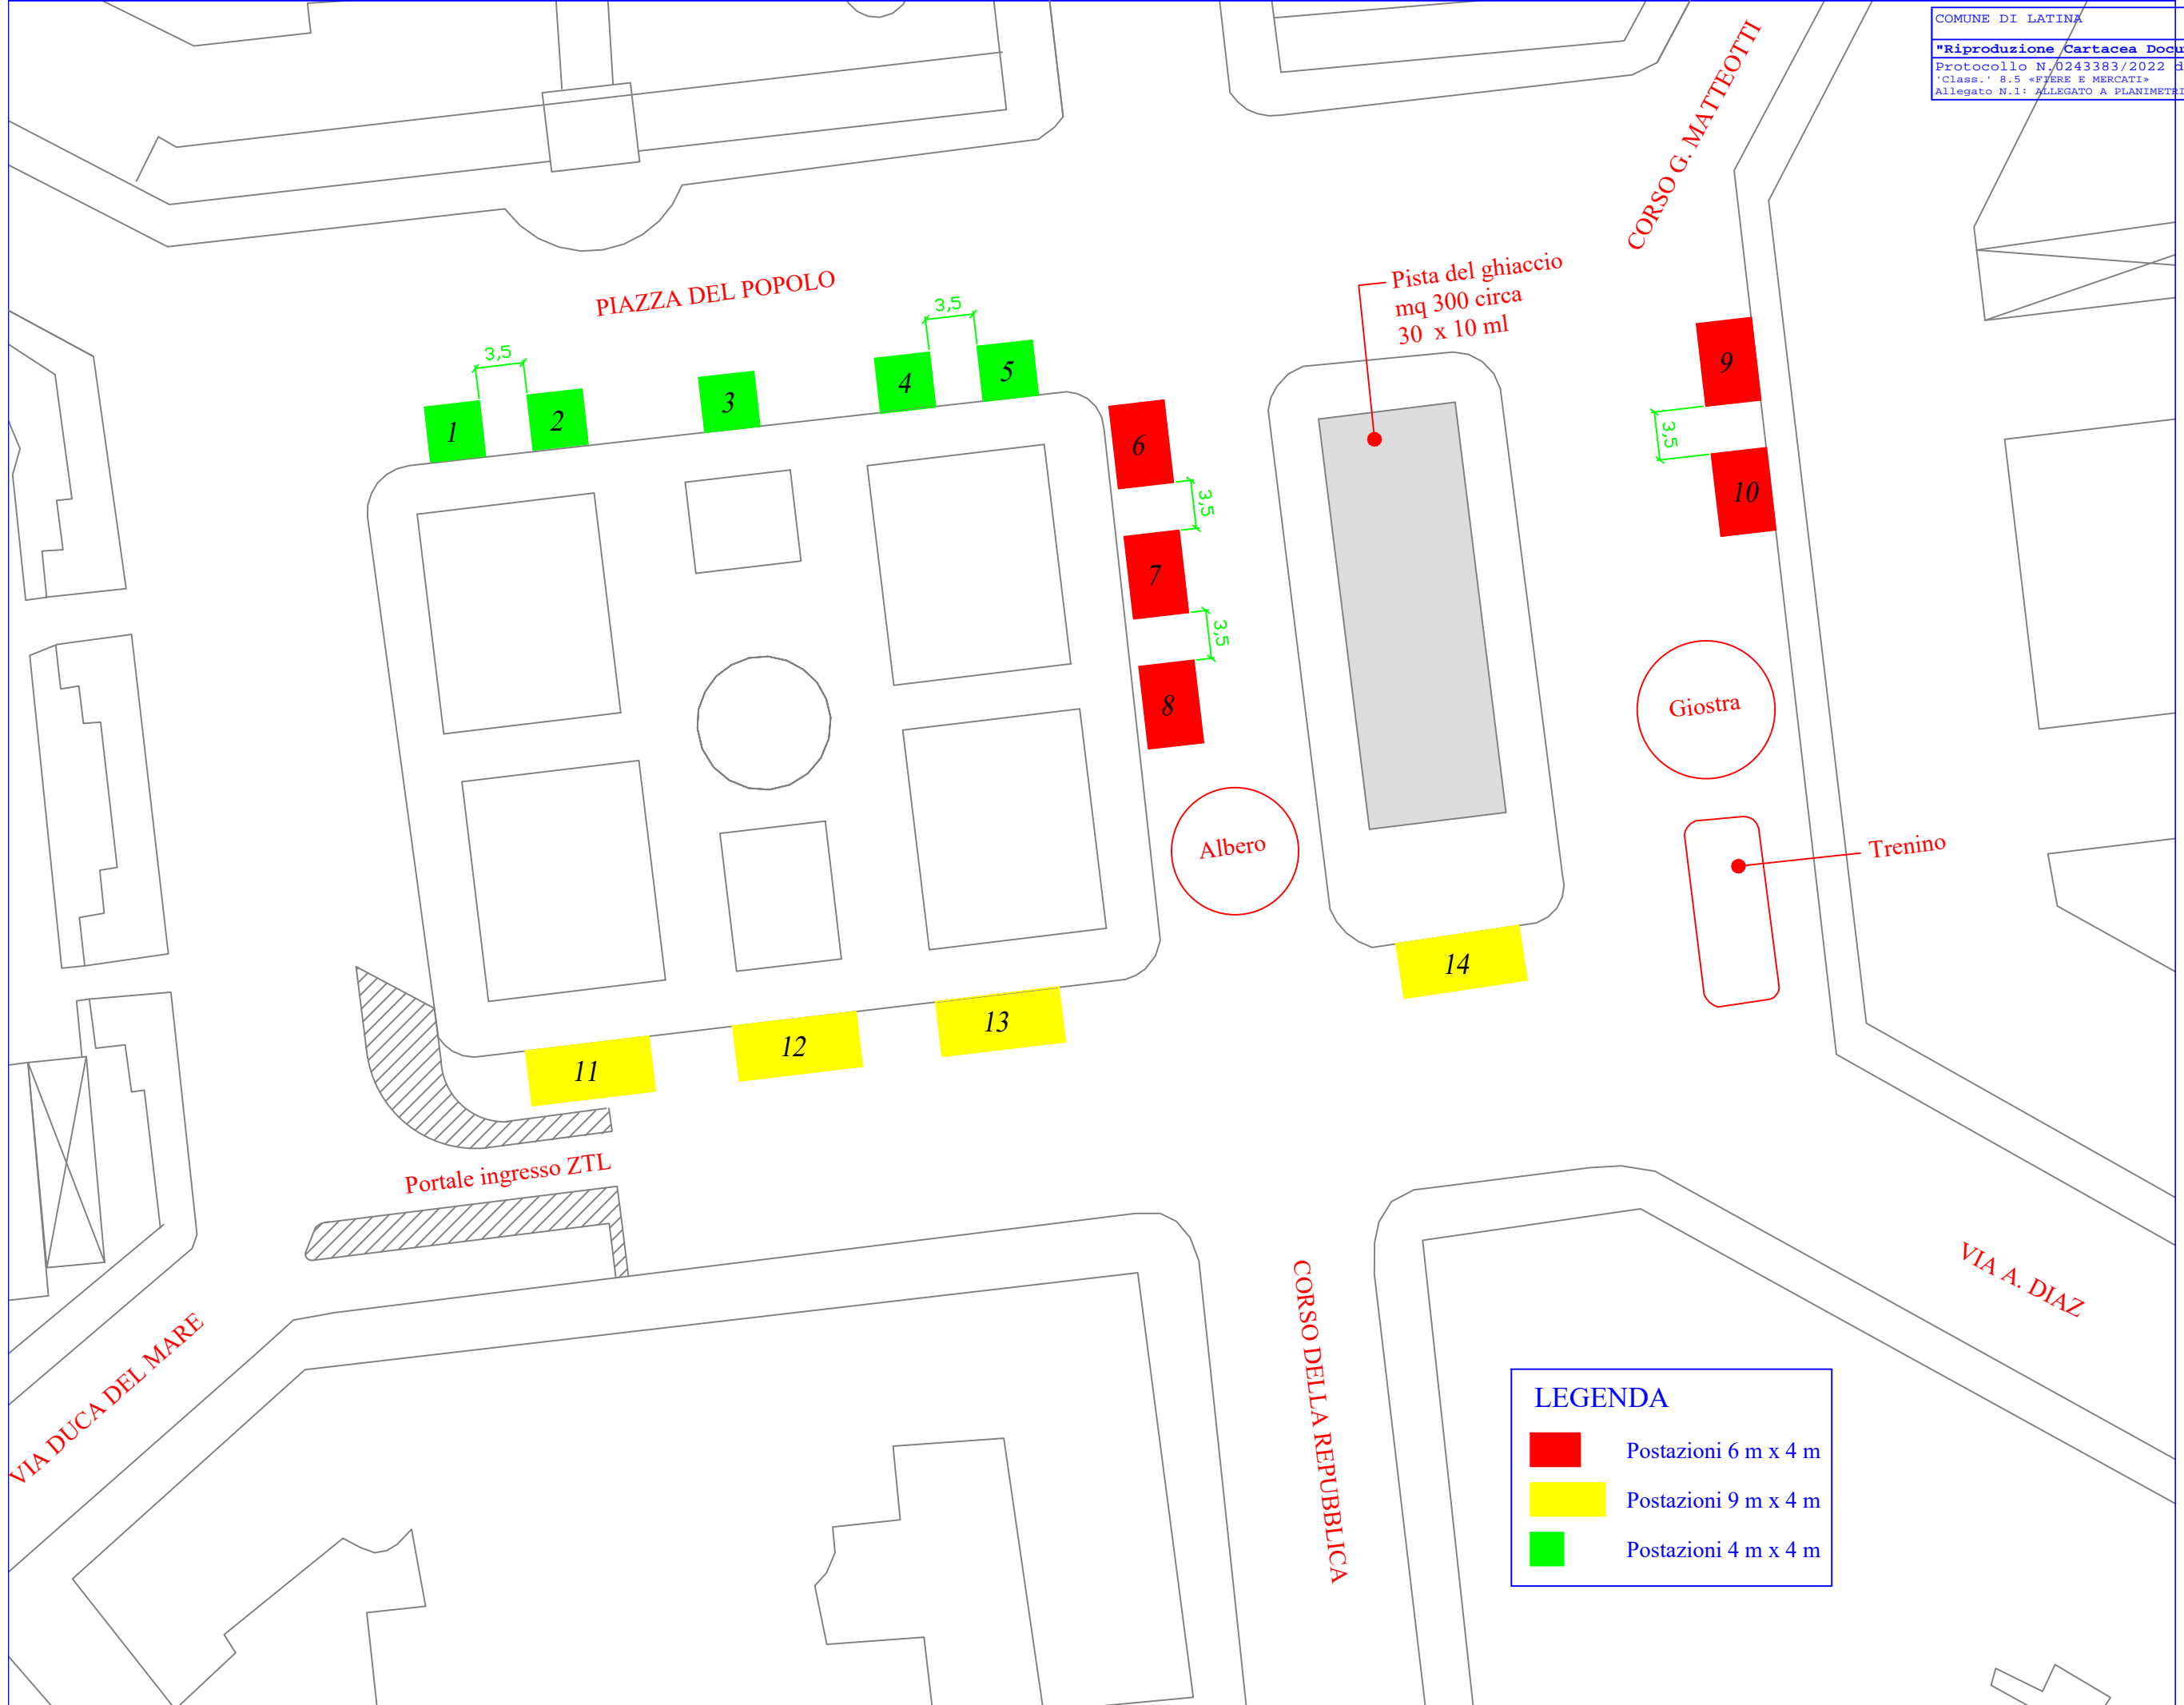 COMUNE DI LATINA
"Riproduzione Cartacea Docu
Protocollo N.0243383/2022 d
'Class.' 8.5 «FIERE E MERCATI»
Allegato N.1: ALLEGATO A PLANIMETRI
CORSO G. MATTEOTTI
PIAZZA DEL POPOLO
Pista del ghiaccio
mq 300 circa
30 x 10 ml
3,5
3,5
1
2
3
4
5
6
3,5
7
3,5
8
9
3,5
10
Giostra
Albero
Trenino
14
13
12
11
Portale ingresso ZTL
VIA DUCA DEL MARE
CORSO DELLA REPUBBLICA
VIA A. DIAZ
LEGENDA
Postazioni 6 m x 4 m
Postazioni 9 m x 4 m
Postazioni 4 m x 4 m